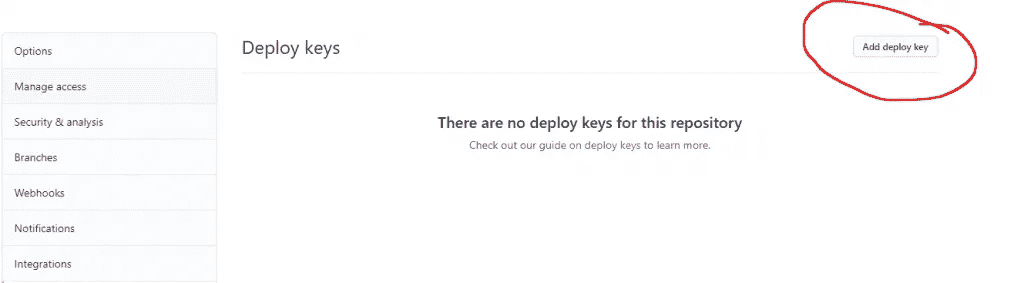 Options
Manage access
Security & analysis
Branches
Webhooks
Notifications
Integrations
Deploy keys
Add deploy key
There are no deploy keys for this repository
Check out our guide on deploy keys to learn more.